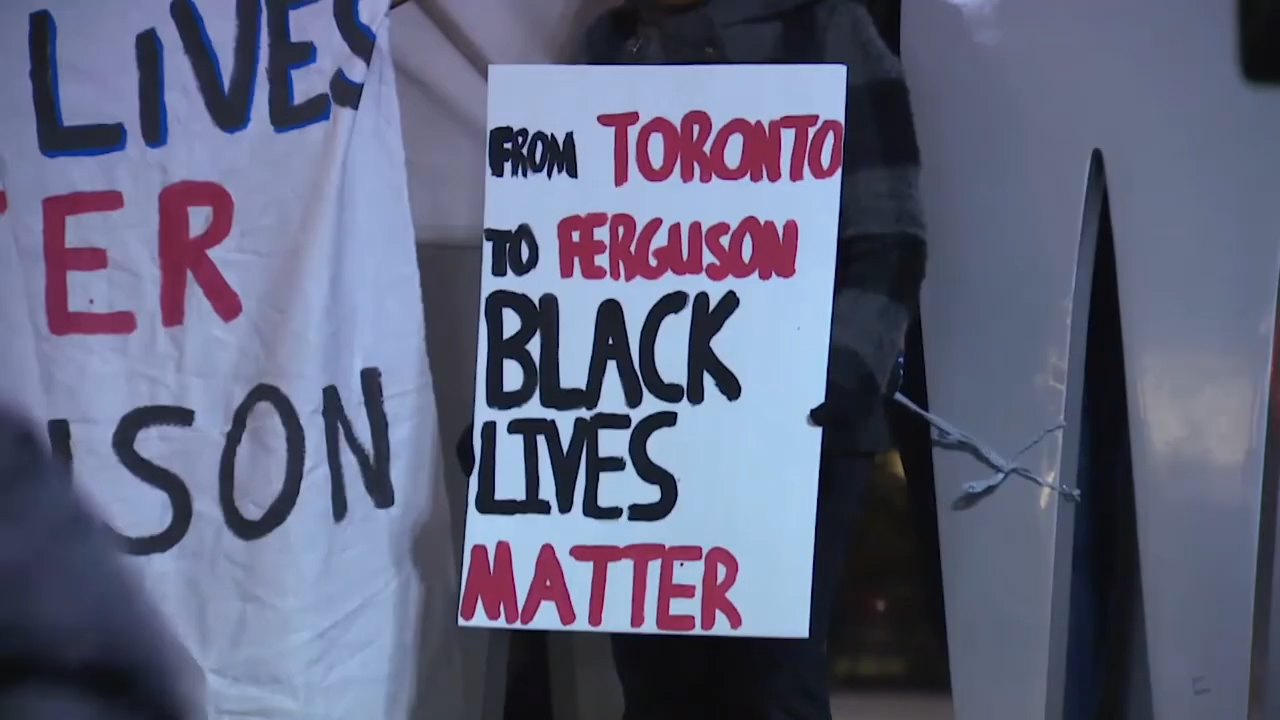 LIVES
ER
SON
FROM TORONTO
TO FERGUSON
BLACK
LIVES
MATTER